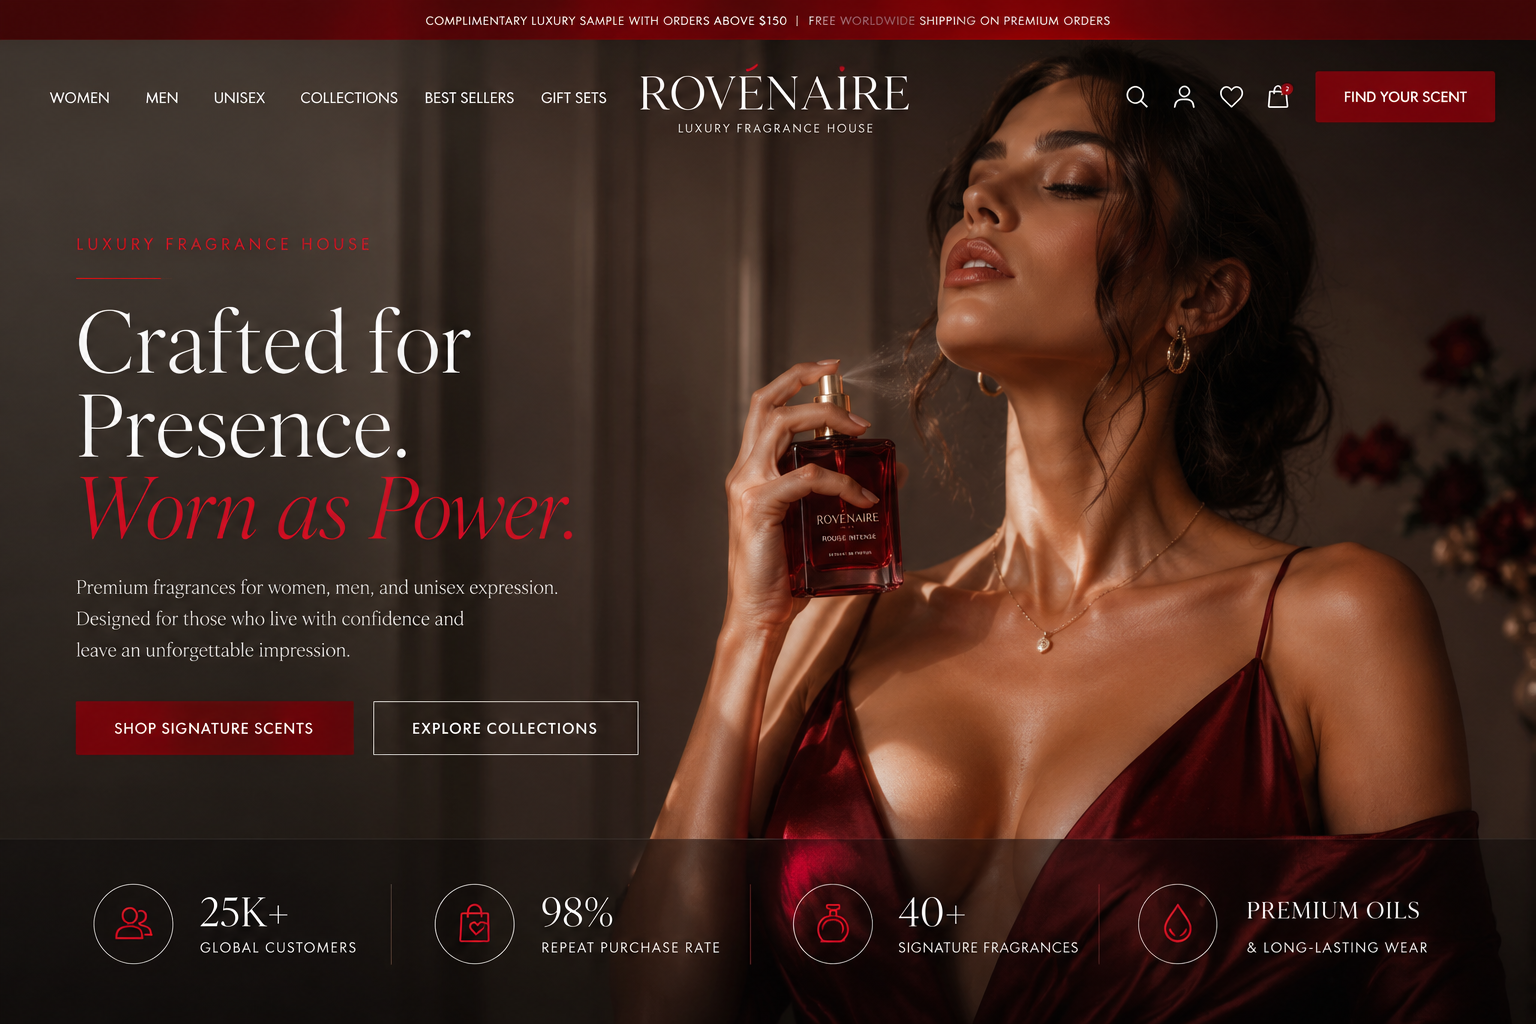 COMPLIMENTARY LUXURY SAMPLE WITH ORDERS ABOVE $150 | FREE WORLDWIDE SHIPPING ON PREMIUM ORDERS
WOMEN MEN UNISEX COLLECTIONS BEST SELLERS GIFT SETS
ROVÉNAIRE
LUXURY FRAGRANCE HOUSE
2
FIND YOUR SCENT
LUXURY FRAGRANCE HOUSE
Crafted for
Presence.
Worn as Power.
Premium fragrances for women, men, and unisex expression.
Designed for those who live with confidence and
leave an unforgettable impression.
SHOP SIGNATURE SCENTS
EXPLORE COLLECTIONS
ROVENAIRE
ROUGE INTENSE
EXTRAIT DE PARFUM
25K+
GLOBAL CUSTOMERS
98%
REPEAT PURCHASE RATE
40+
SIGNATURE FRAGRANCES
PREMIUM OILS
& LONG-LASTING WEAR